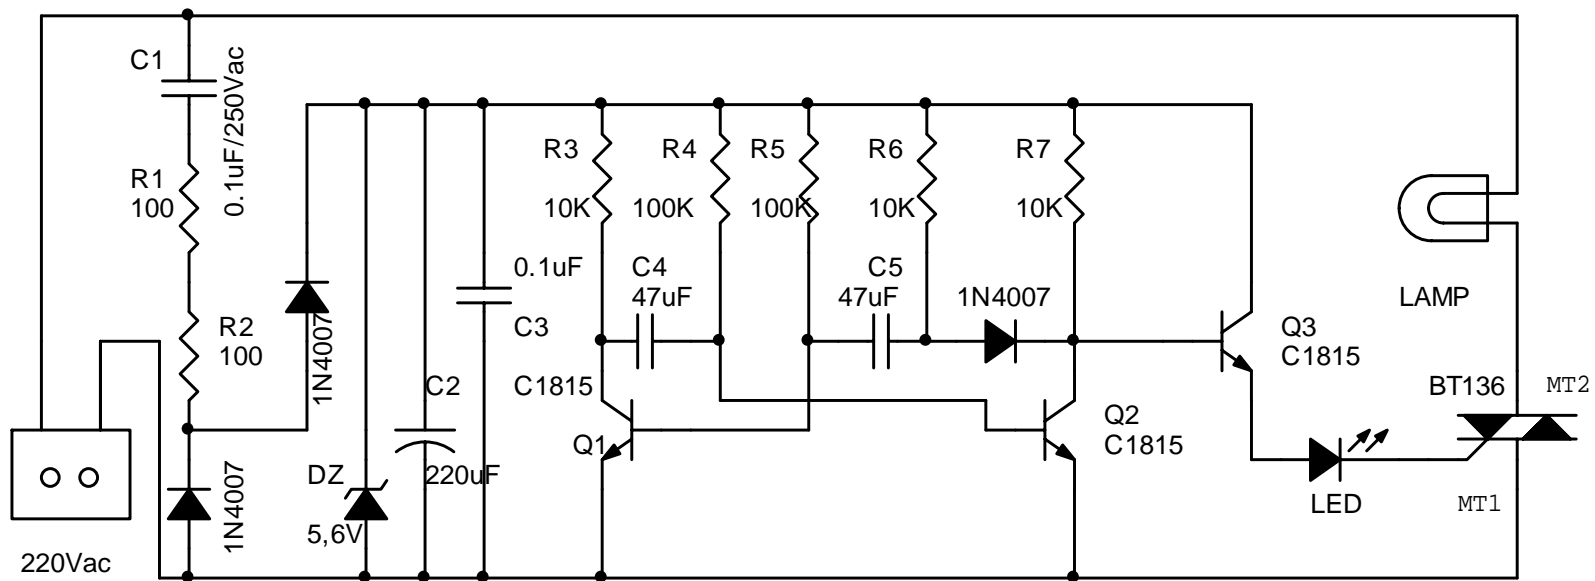 C1
0.1uF/250Vac
R1
100
R2
100
1N4007
1N4007
220Vac
DZ
5,6V
C2
220uF
0.1uF
C3
R3
10K
R4
100K
R5
100K
R6
10K
R7
10K
C4
47uF
C5
47uF
1N4007
C1815
Q1
Q2
C1815
Q3
C1815
LED
LAMP
BT136
MT2
MT1